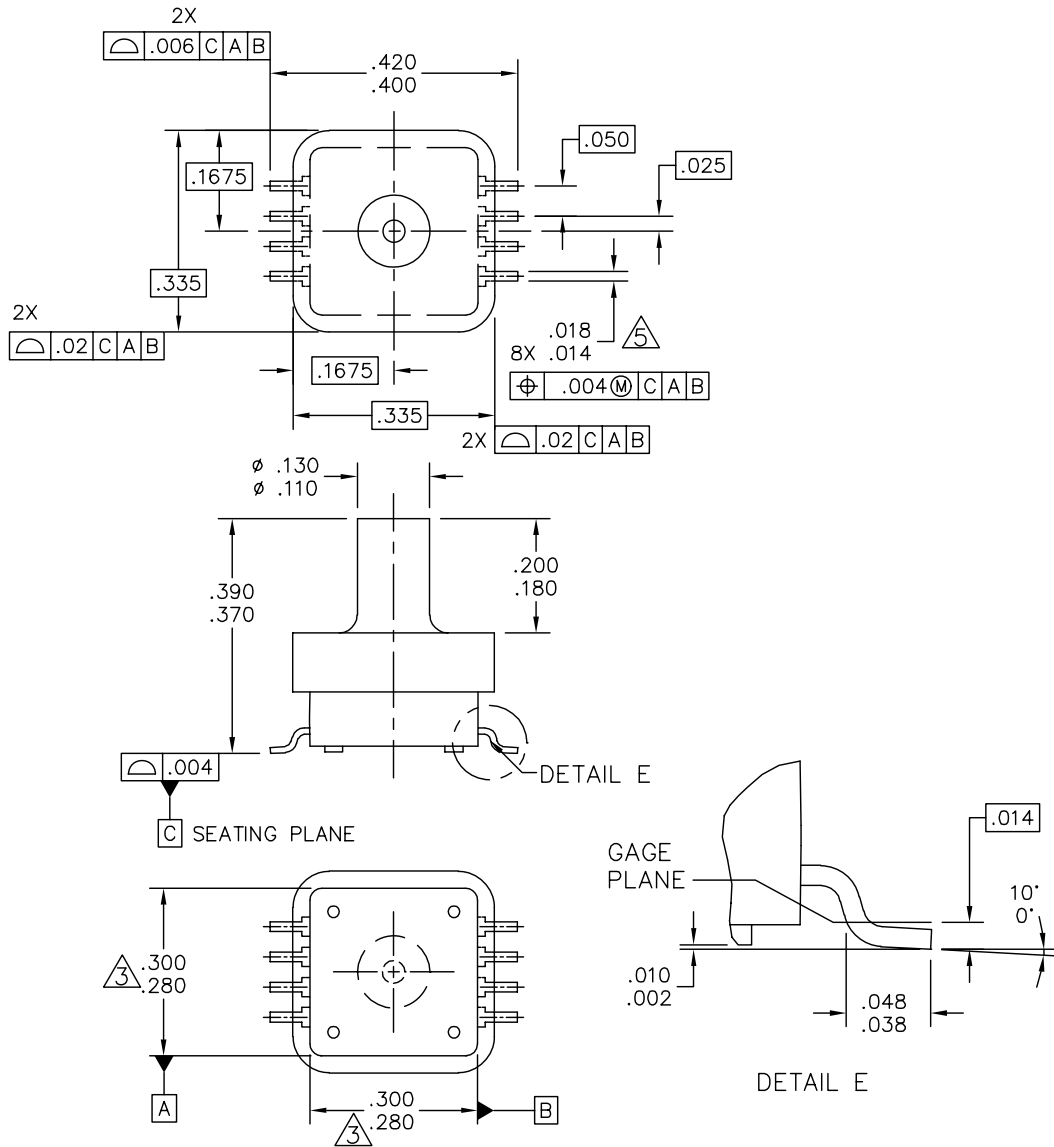 2X
⌓ .006 C A B
.420
.400
.050
.025
.1675
.335
2X
⌓ .02 C A B
.018
8X .014
5
⌖ .004 Ⓜ C A B
.1675
.335
2X ⌓ .02 C A B
ø .130
ø .110
.200
.180
.390
.370
⌓ .004
DETAIL E
C SEATING PLANE
.014
GAGE
PLANE
10°
0°
3 .300
.280
.010
.002
.048
.038
A
.300
3 .280
B
DETAIL E